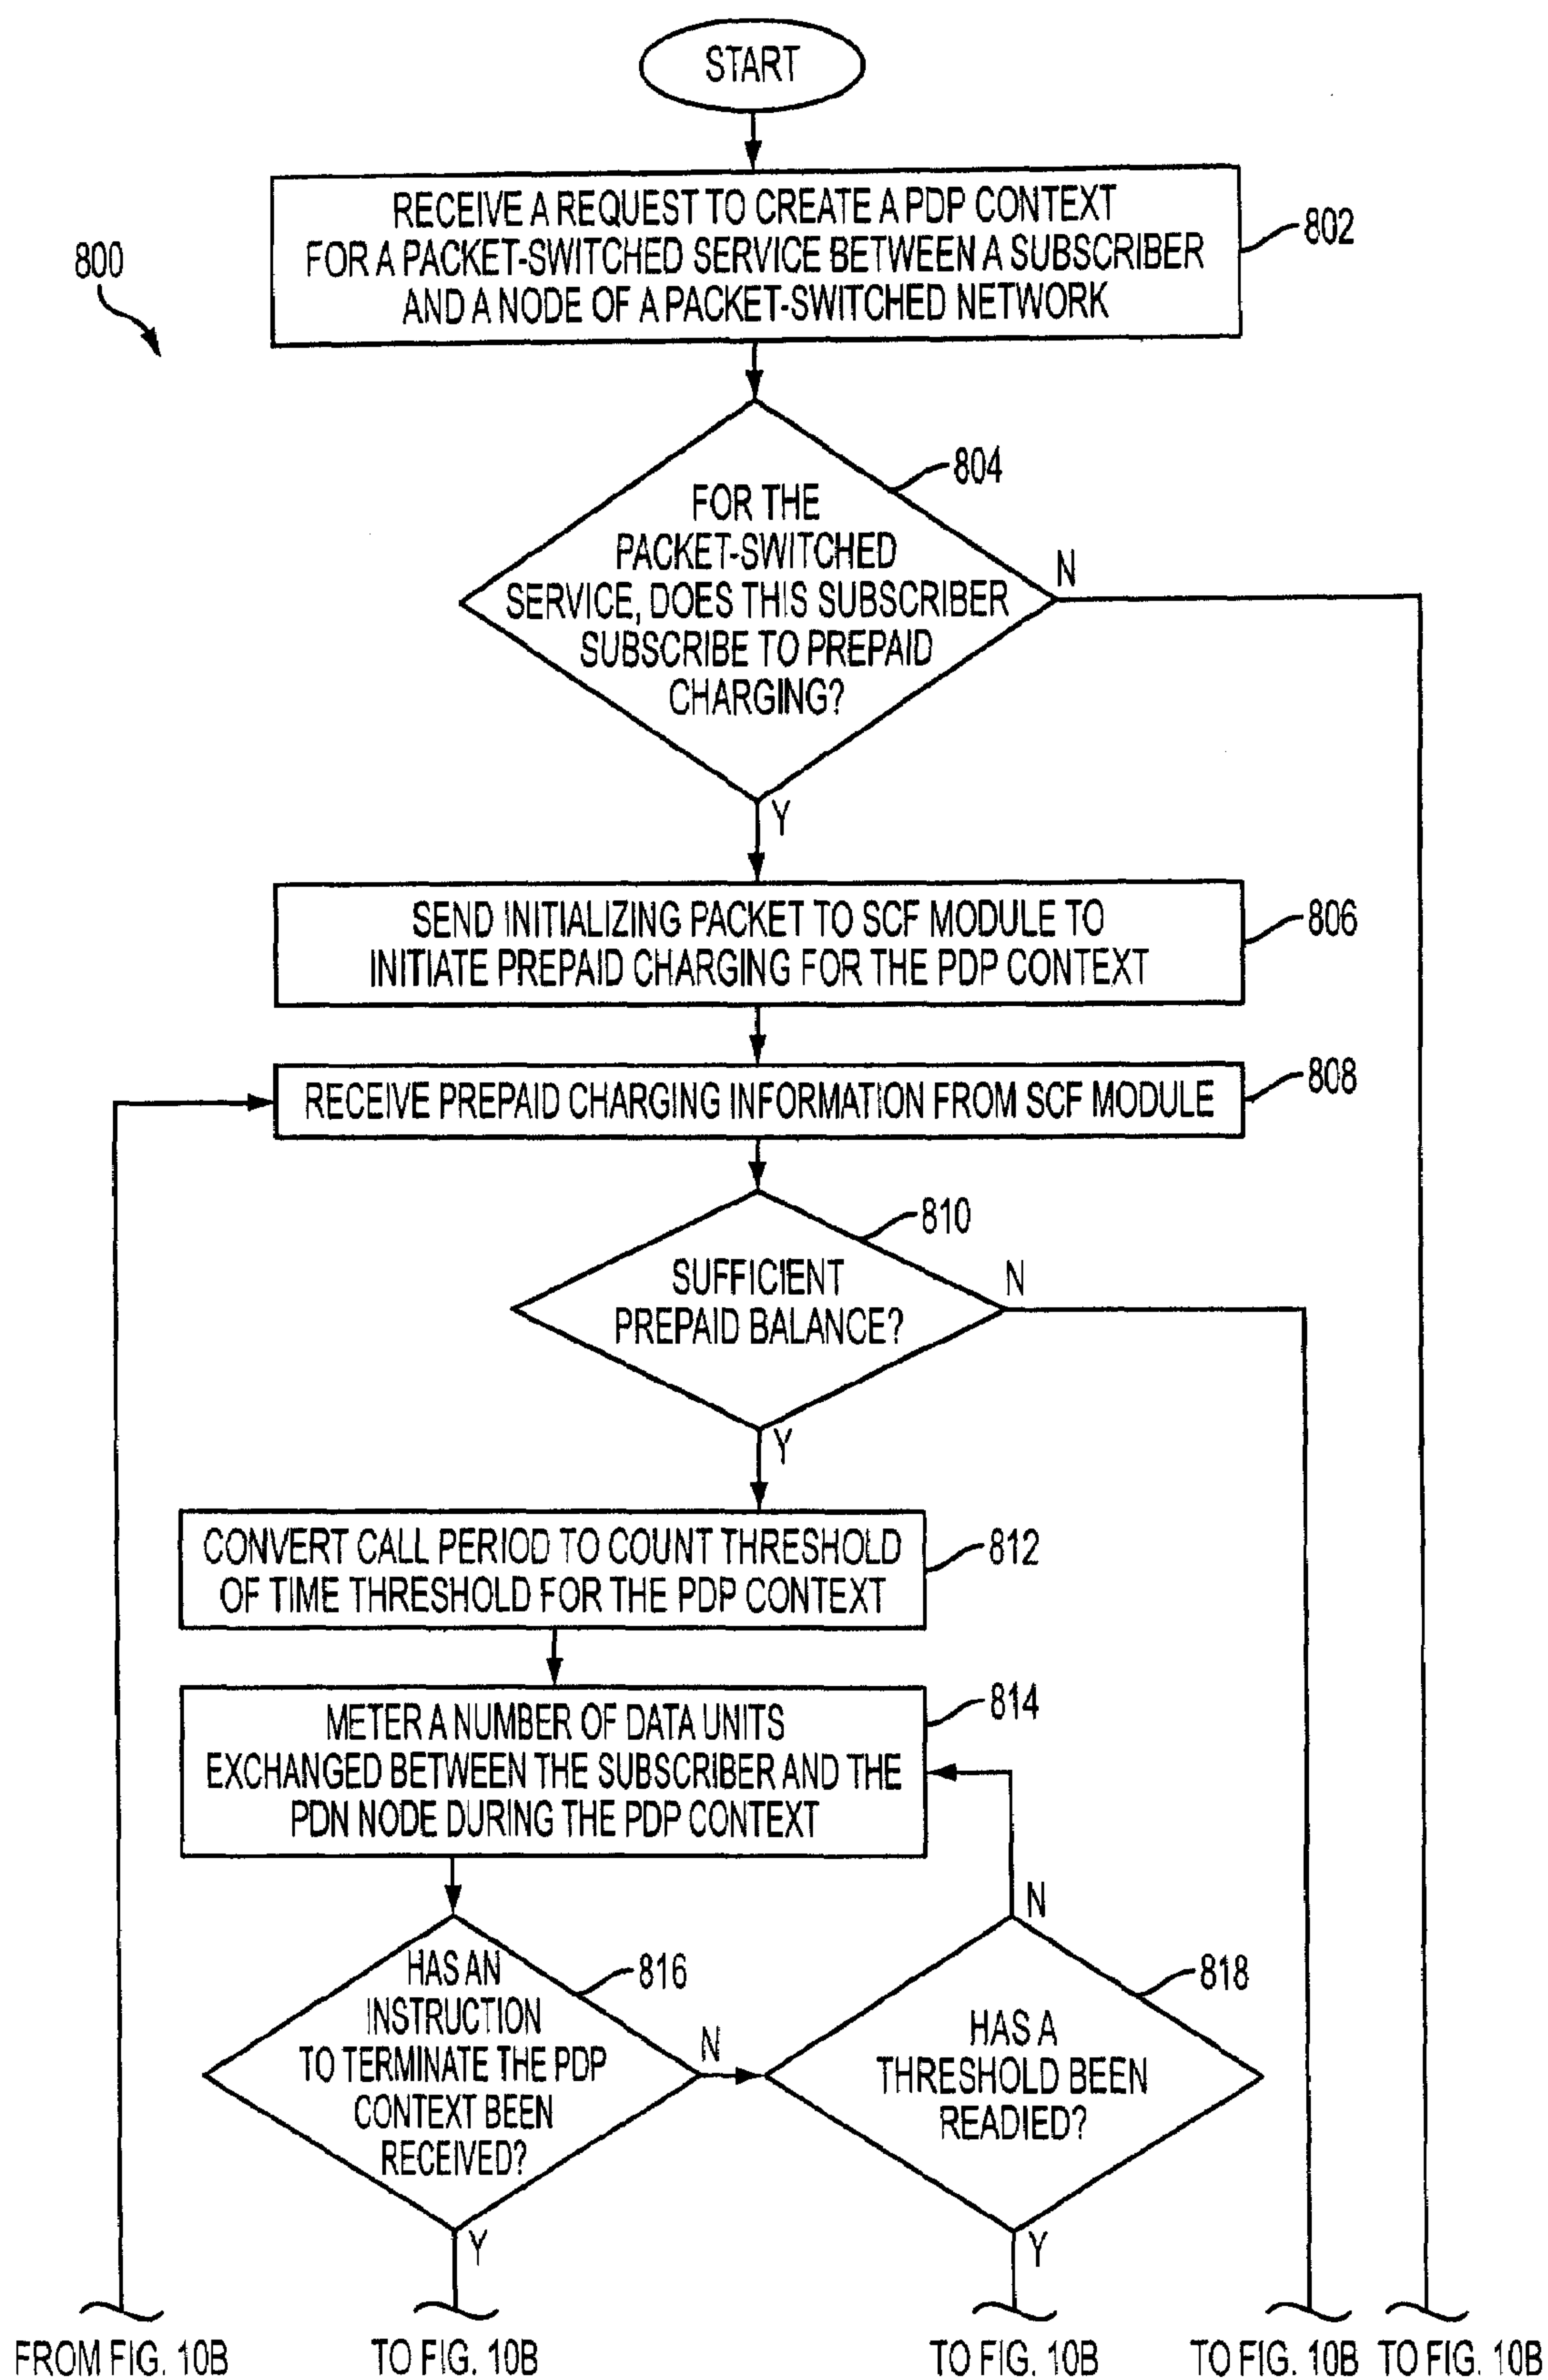 START
RECEIVE A REQUEST TO CREATE A PDP CONTEXT
FOR A PACKET-SWITCHED SERVICE BETWEEN A SUBSCRIBER
AND A NODE OF A PACKET-SWITCHED NETWORK
802
800
804
FOR THE
PACKET-SWITCHED
SERVICE, DOES THIS SUBSCRIBER
SUBSCRIBE TO PREPAID
CHARGING?
N
Y
SEND INITIALIZING PACKET TO SCF MODULE TO
INITIATE PREPAID CHARGING FOR THE PDP CONTEXT
806
RECEIVE PREPAID CHARGING INFORMATION FROM SCF MODULE
808
810
SUFFICIENT
PREPAID BALANCE?
N
Y
CONVERT CALL PERIOD TO COUNT THRESHOLD
OF TIME THRESHOLD FOR THE PDP CONTEXT
812
METER A NUMBER OF DATA UNITS
EXCHANGED BETWEEN THE SUBSCRIBER AND THE
PDN NODE DURING THE PDP CONTEXT
814
HAS AN
INSTRUCTION
TO TERMINATE THE PDP
CONTEXT BEEN
RECEIVED?
816
N
Y
N
818
HAS A
THRESHOLD BEEN
READIED?
Y
FROM FIG. 10B
TO FIG. 10B
TO FIG. 10B
TO FIG. 10B
TO FIG. 10B